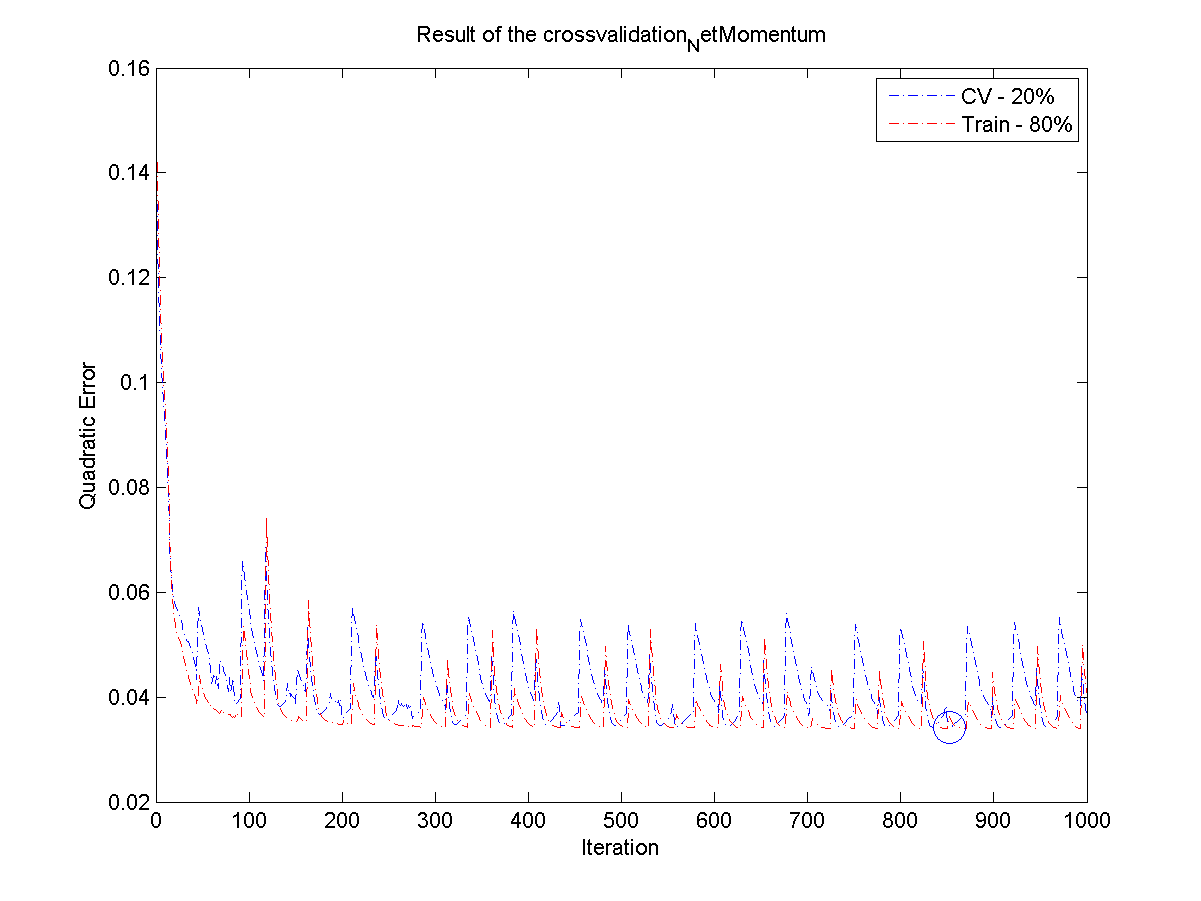 Result of the crossvalidation_NetMomentum
CV - 20%
Train - 80%
0.16
0.14
0.12
0.1
0.08
0.06
0.04
0.02
Quadratic Error
0 100 200 300 400 500 600 700 800 900 1000
Iteration